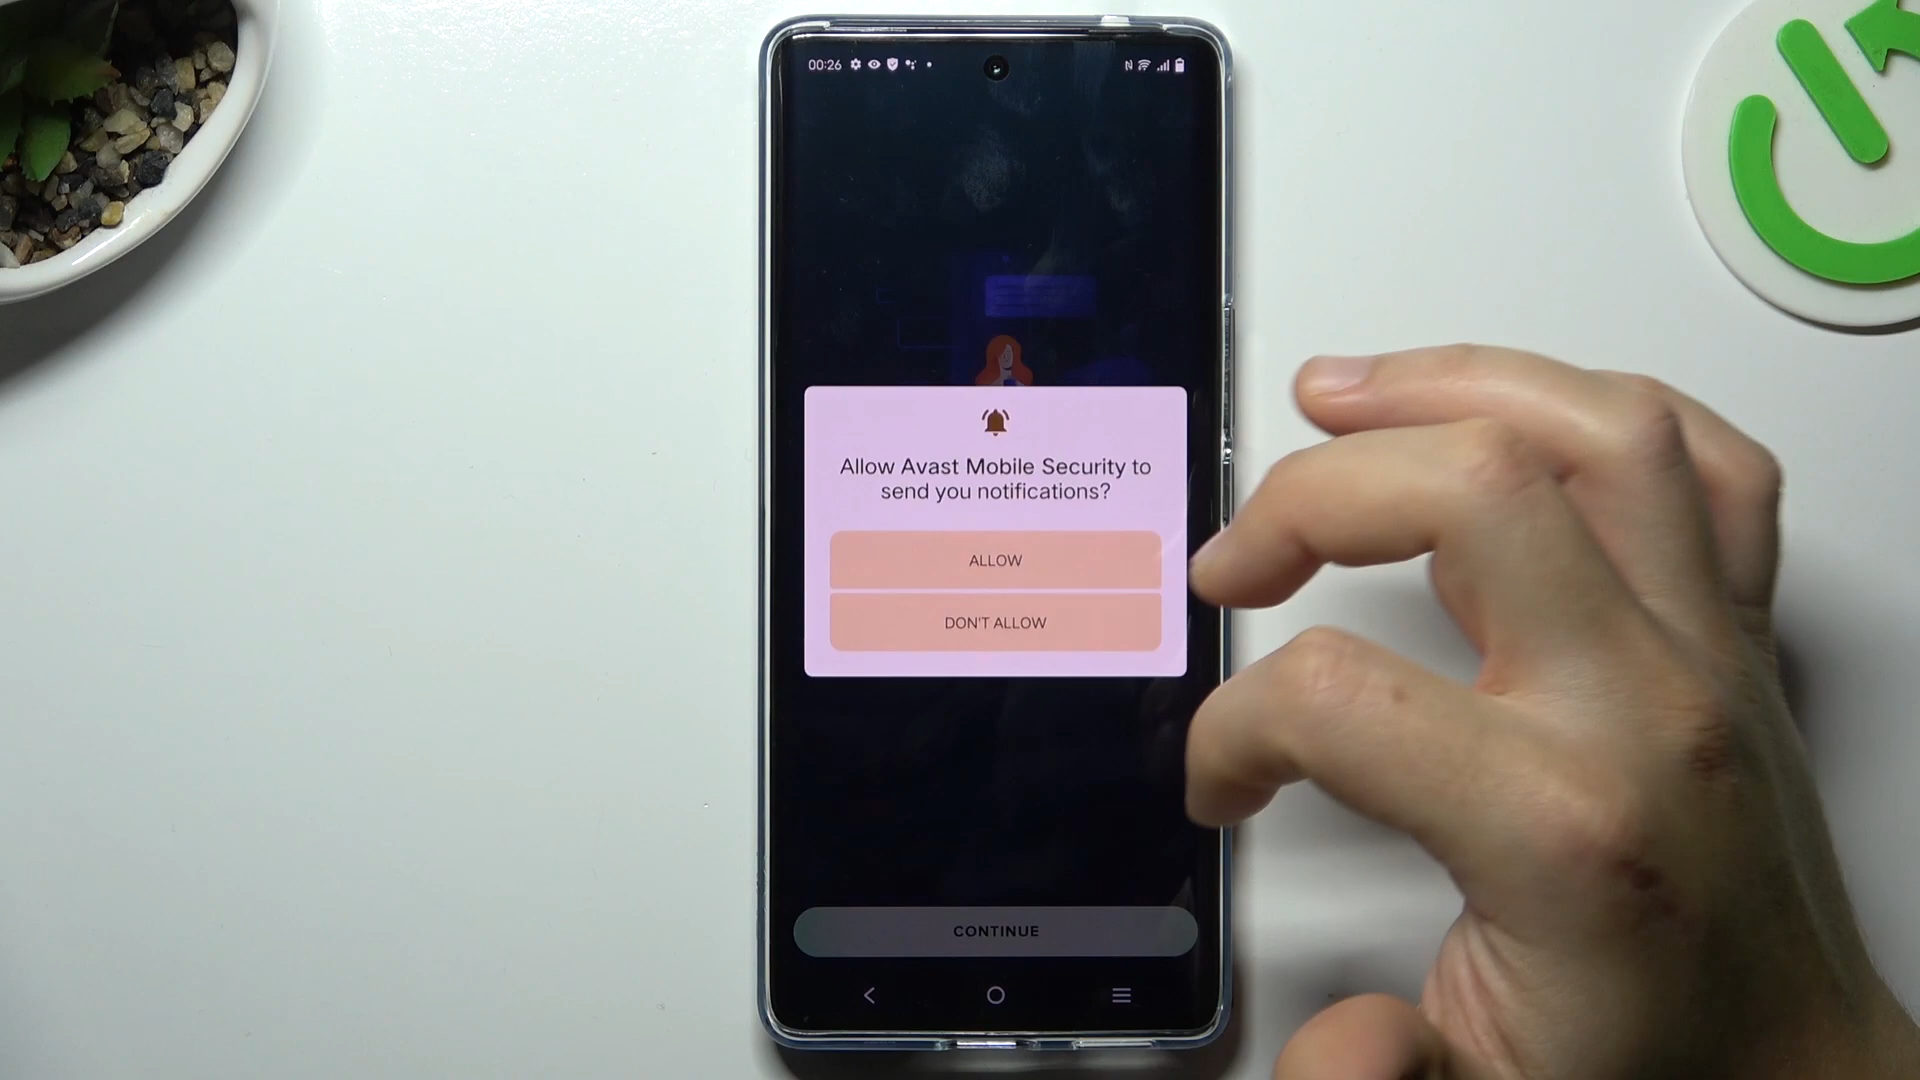 00:26
Allow Avast Mobile Security to
send you notifications?
ALLOW
DON'T ALLOW
CONTINUE